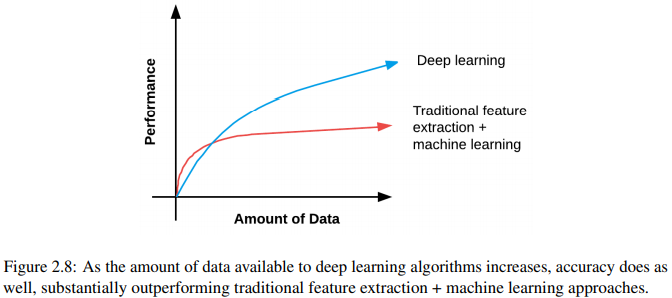 Performance
Deep learning
Traditional feature
extraction +
machine learning
Amount of Data
Figure 2.8: As the amount of data available to deep learning algorithms increases, accuracy does as
well, substantially outperforming traditional feature extraction + machine learning approaches.